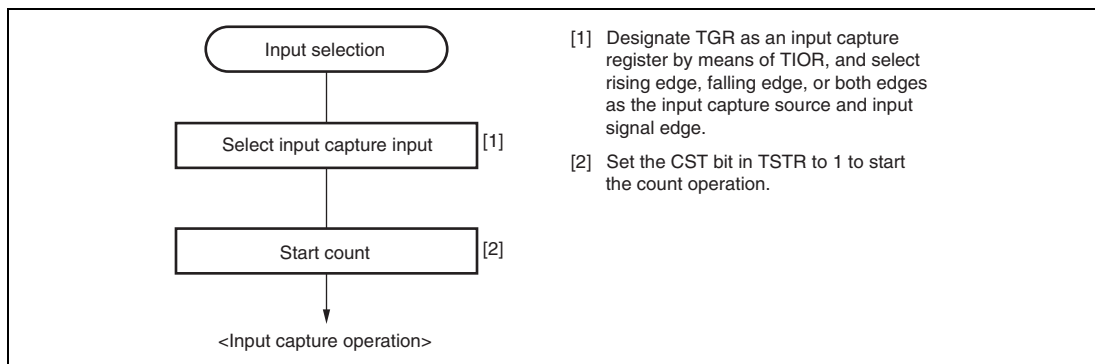 Input selection
Select input capture input
[1]
Start count
[2]
<Input capture operation>
[1] Designate TGR as an input capture
register by means of TIOR, and select
rising edge, falling edge, or both edges
as the input capture source and input
signal edge.
[2] Set the CST bit in TSTR to 1 to start
the count operation.